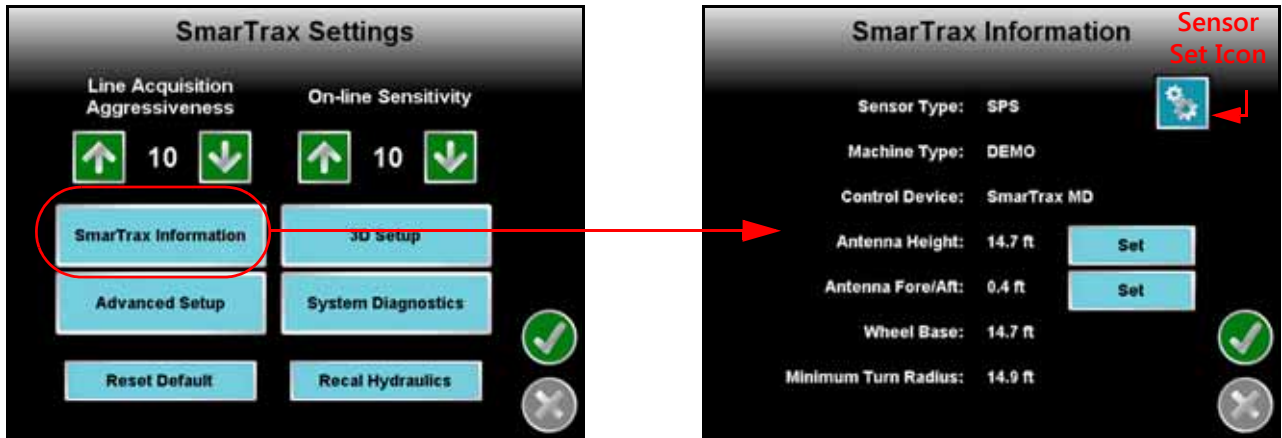 SmarTrax Settings
Line Acquisition
Aggressiveness
On-line Sensitivity
10
10
SmarTrax Information
3D Setup
Advanced Setup
System Diagnostics
Reset Default
Recal Hydraulics
SmarTrax Information
Sensor
Set Icon
Sensor Type: SPS
Machine Type: DEMO
Control Device: SmarTrax MD
Antenna Height: 14.7 ft Set
Antenna Fore/Aft: 0.4 ft Set
Wheel Base: 14.7 ft
Minimum Turn Radius: 14.9 ft